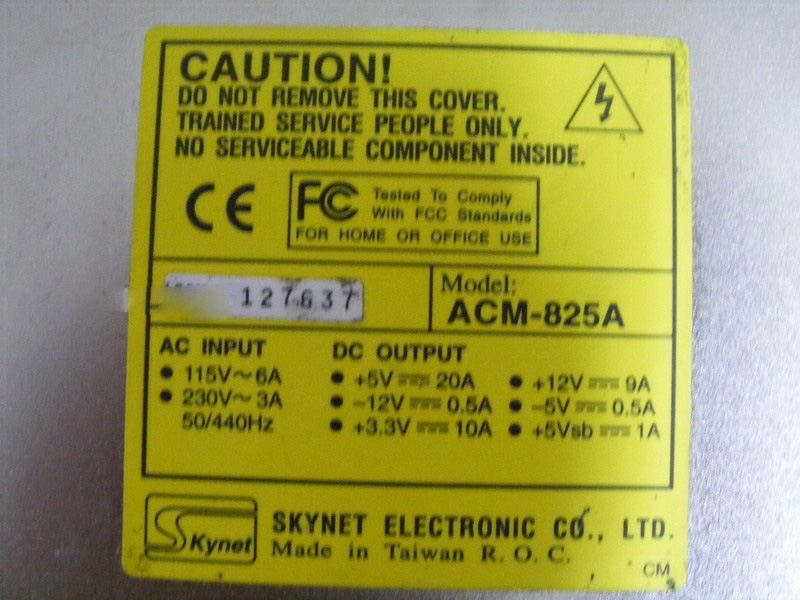 CAUTION!
DO NOT REMOVE THIS COVER.
TRAINED SERVICE PEOPLE ONLY.
NO SERVICEABLE COMPONENT INSIDE.
CE FC Tested To Comply
With FCC Standards
FOR HOME OR OFFICE USE
127637
Model:
ACM-825A
AC INPUT
● 115V~6A
● 230V~3A
50/440Hz
DC OUTPUT
● +5V ⎓ 20A ● +12V ⎓ 9A
● -12V ⎓ 0.5A ● -5V ⎓ 0.5A
● +3.3V ⎓ 10A ● +5Vsb ⎓ 1A
Skynet
SKYNET ELECTRONIC CO., LTD.
Made in Taiwan R. O. C.
CM